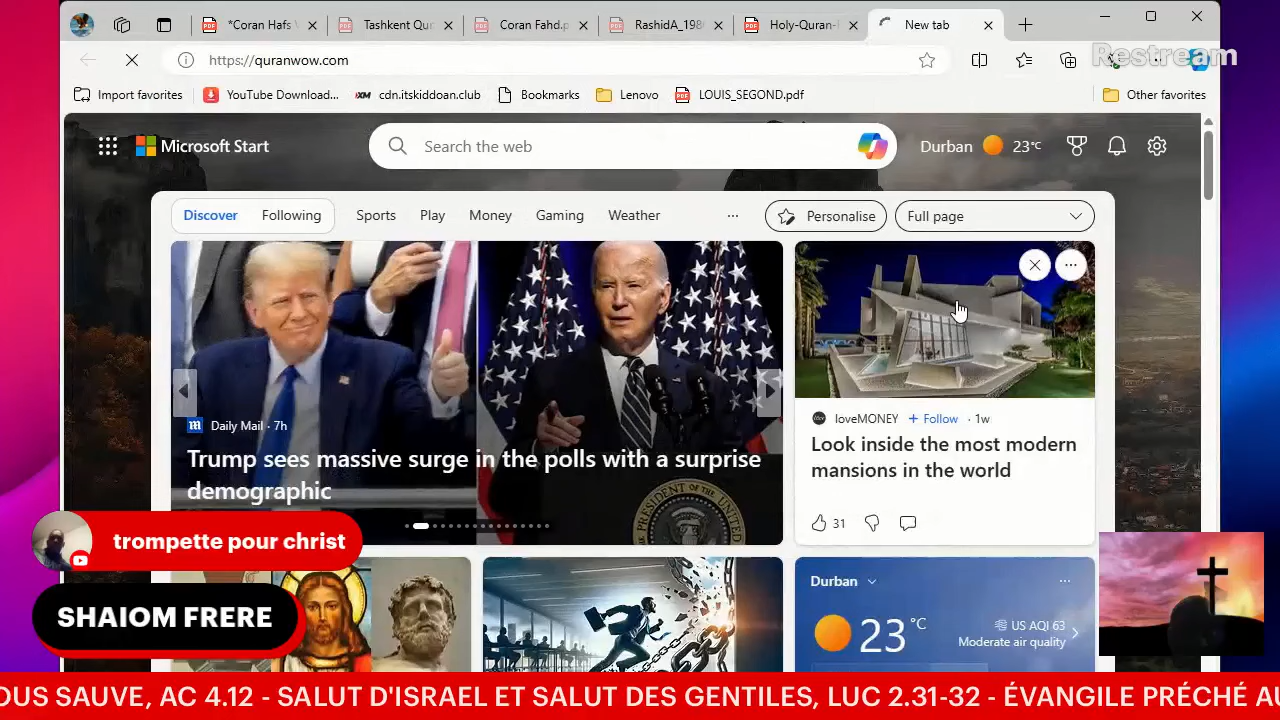 *Coran Hafs
Tashkent Qur
Coran Fahd.p
RashidA_198
Holy-Quran-
New tab
Restream
https://quranwow.com
Import favorites
YouTube Download...
cdn.itskiddoan.club
Bookmarks
Lenovo
LOUIS_SEGOND.pdf
Other favorites
Microsoft Start
Search the web
Durban
23°C
Discover
Following
Sports
Play
Money
Gaming
Weather
...
Personalise
Full page
Daily Mail · 7h
Trump sees massive surge in the polls with a surprise
demographic
PRESIDENT OF THE
loveMONEY
+ Follow · 1w
Look inside the most modern
mansions in the world
31
trompette pour christ
SHAIOM FRERE
Durban
23°C
US AQI 63
Moderate air quality
OUS SAUVE, AC 4.12 - SALUT D'ISRAEL ET SALUT DES GENTILES, LUC 2.31-32 - ÉVANGILE PRÉCHÉ AU